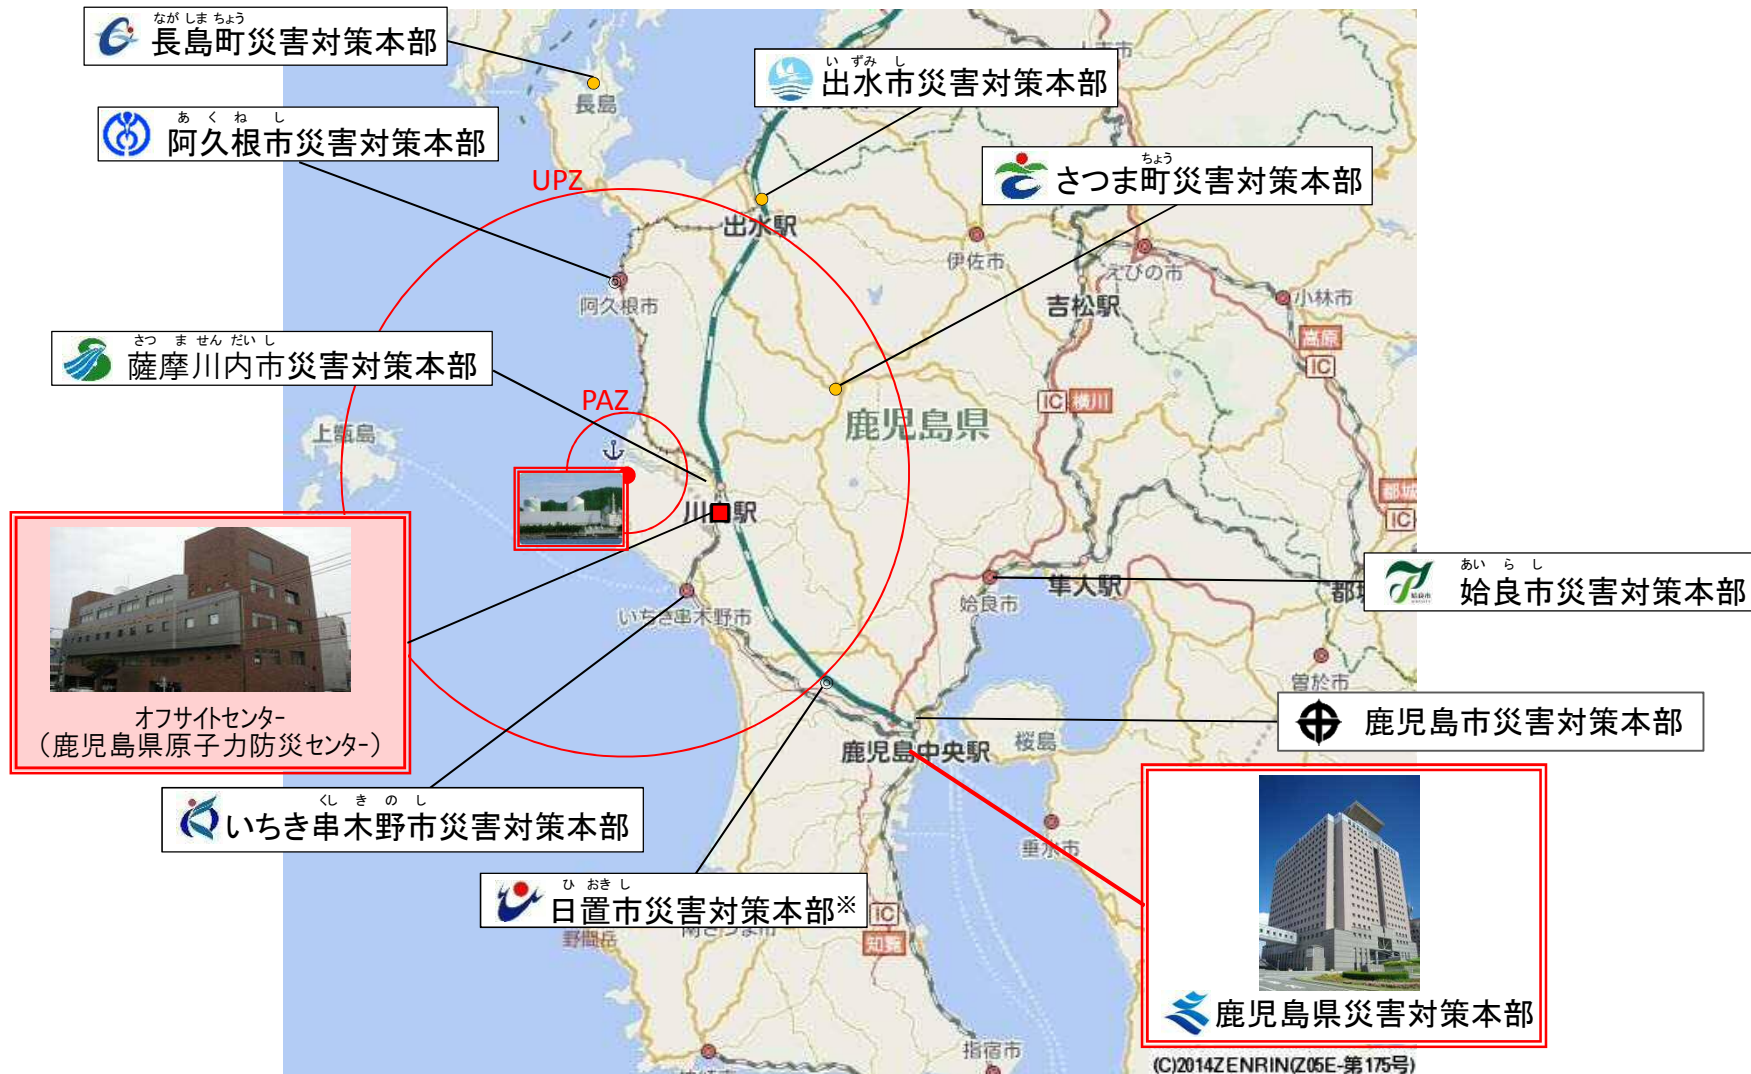 ながしまちょう
長島町災害対策本部
いずみし
出水市災害対策本部
あくねし
阿久根市災害対策本部
ちょう
さつま町災害対策本部
長島
UPZ
出水駅
伊佐市
えびの市
阿久根市
吉松駅
小林市
高原
IC
さつませんだいし
薩摩川内市災害対策本部
PAZ
IC 横川
鹿児島県
上甑島
都城
IC
川 駅
オフサイトセンター
(鹿児島県原子力防災センター)
いちき串木野市
姶良市
隼人駅
あいらし
姶良市災害対策本部
曽於市
鹿児島市災害対策本部
鹿児島中央駅
桜島
くしきのし
いちき串木野市災害対策本部
垂水市
ひおきし
日置市災害対策本部※
IC
知覧
野間岳
鹿児島県災害対策本部
指宿市
(C)2014ZENRIN(Z05E-第175号)